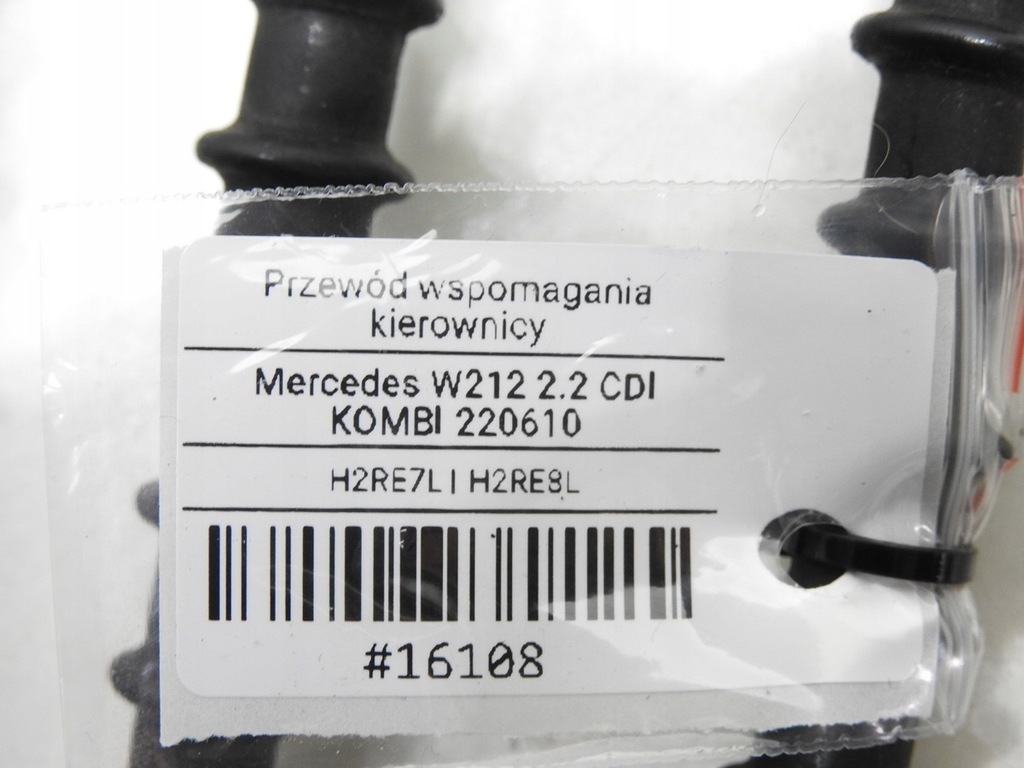 Przewód wspomagania
kierownicy
Mercedes W212 2.2 CDI
KOMBI 220610
H2RE7L| H2RE8L
#16108